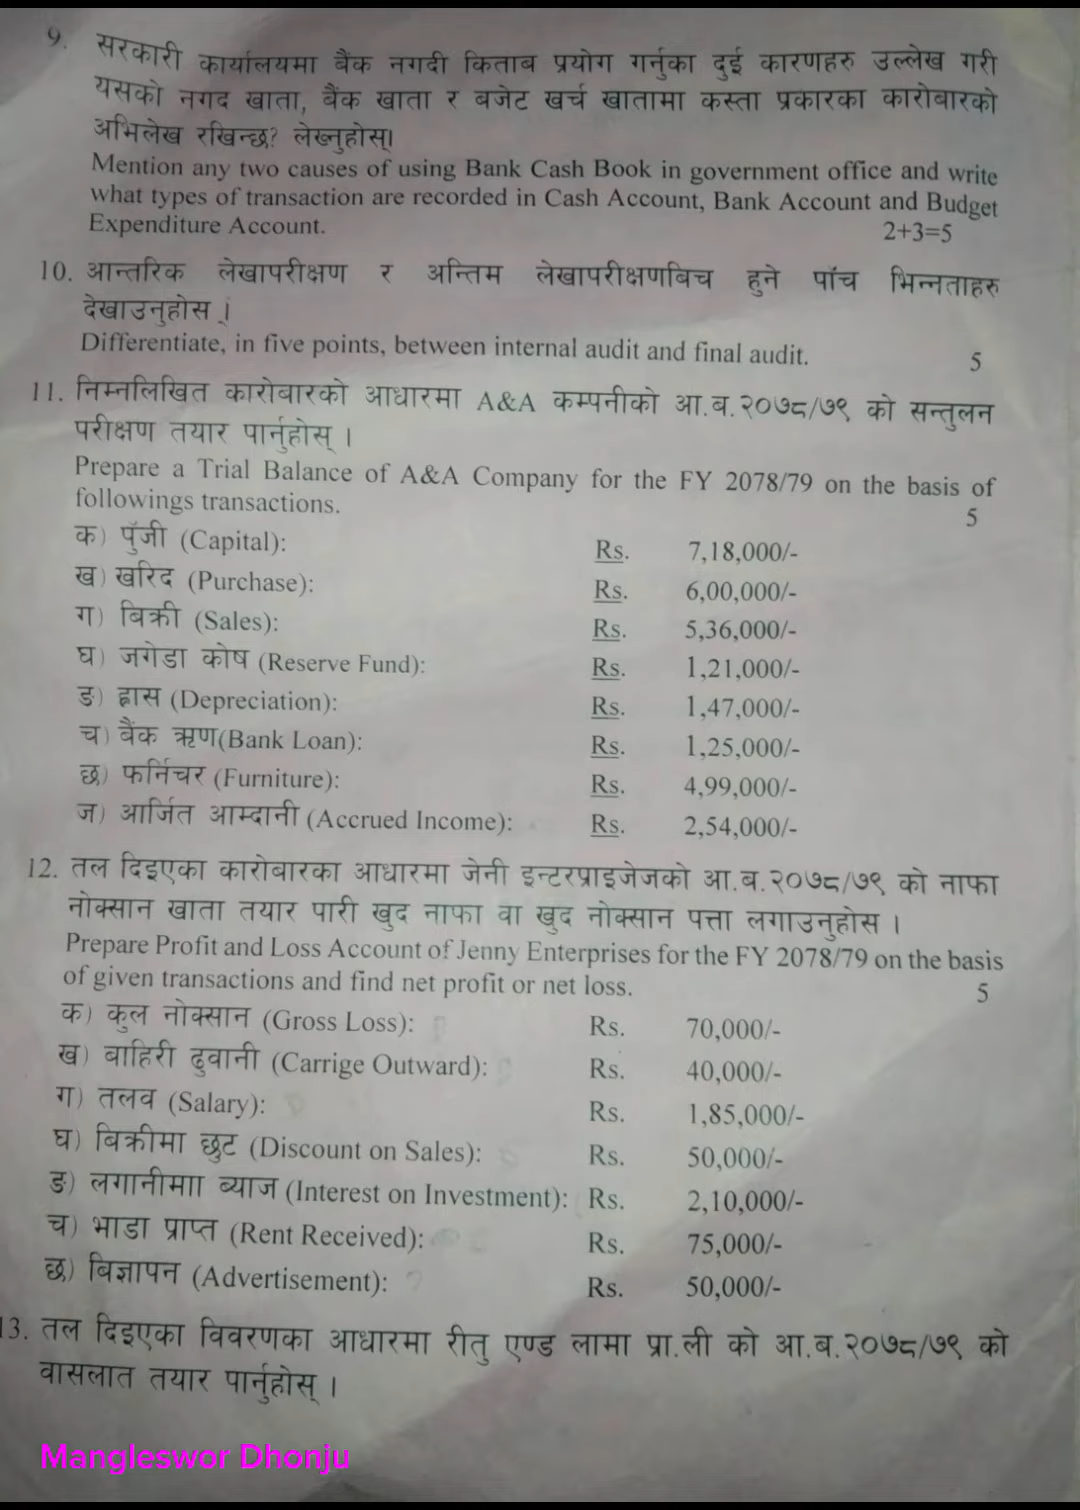 9. सरकारी कार्यालयमा बैंक नगदी किताब प्रयोग गर्नुका दुई कारणहरु उल्लेख गरी
यसको नगद खाता, बैंक खाता र बजेट खर्च खातामा कस्ता प्रकारका कारोबारको
अभिलेख रखिन्छ? लेख्नुहोस्।
Mention any two causes of using Bank Cash Book in government office and write
what types of transaction are recorded in Cash Account, Bank Account and Budget
Expenditure Account. 2+3=5
10. आन्तरिक लेखापरीक्षण र अन्तिम लेखापरीक्षणबिच हुने पाँच भिन्नताहरु
देखाउनुहोस् ।
Differentiate, in five points, between internal audit and final audit. 5
11. निम्नलिखित कारोबारको आधारमा A&A कम्पनीको आ.ब.२०७८/७९ को सन्तुलन
परीक्षण तयार पार्नुहोस् ।
Prepare a Trial Balance of A&A Company for the FY 2078/79 on the basis of
followings transactions. 5
क) पुँजी (Capital): Rs. 7,18,000/-
ख) खरिद (Purchase): Rs. 6,00,000/-
ग) बिक्री (Sales): Rs. 5,36,000/-
घ) जगेडा कोष (Reserve Fund): Rs. 1,21,000/-
ङ) ह्रास (Depreciation): Rs. 1,47,000/-
च) बैंक ऋण(Bank Loan): Rs. 1,25,000/-
छ) फर्निचर (Furniture): Rs. 4,99,000/-
ज) आर्जित आम्दानी (Accrued Income): Rs. 2,54,000/-
12. तल दिइएका कारोबारका आधारमा जेनी इन्टरप्राइजेजको आ.ब.२०७८/७९ को नाफा
नोक्सान खाता तयार पारी खुद नाफा वा खुद नोक्सान पत्ता लगाउनुहोस ।
Prepare Profit and Loss Account of Jenny Enterprises for the FY 2078/79 on the basis
of given transactions and find net profit or net loss. 5
क) कुल नोक्सान (Gross Loss): Rs. 70,000/-
ख) बाहिरी ढुवानी (Carrige Outward): Rs. 40,000/-
ग) तलव (Salary): Rs. 1,85,000/-
घ) बिक्रीमा छुट (Discount on Sales): Rs. 50,000/-
ङ) लगानीमाा ब्याज (Interest on Investment): Rs. 2,10,000/-
च) भाडा प्राप्त (Rent Received): Rs. 75,000/-
छ) बिज्ञापन (Advertisement): Rs. 50,000/-
13. तल दिइएका विवरणका आधारमा रीतु एण्ड लामा प्रा.ली को आ.ब.२०७८/७९ को
वासलात तयार पार्नुहोस् ।
Mangleswor Dhonju